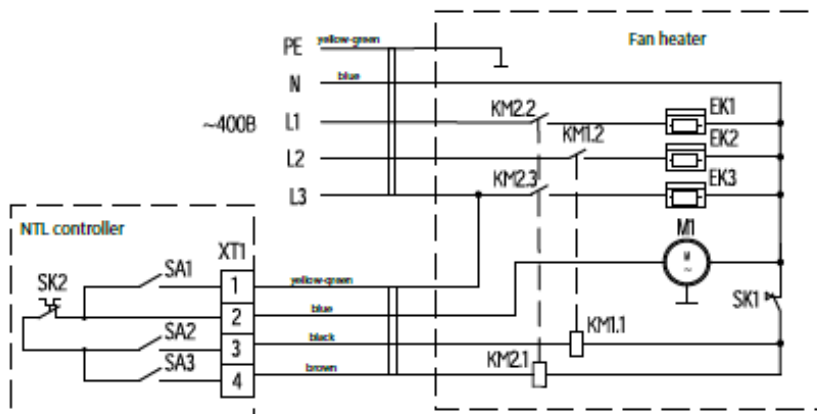 PE yellow-green Fan heater
N blue
KM2.2 EK1
~400В L1 KM1.2
L2 EK2
KM2.3 EK3
L3
NTL controller M1
XT1 M
SK2 SA1 ~
1 yellow-green SK1
2 blue
SA2 3 black KM1.1
SA3 4 brown KM2.1